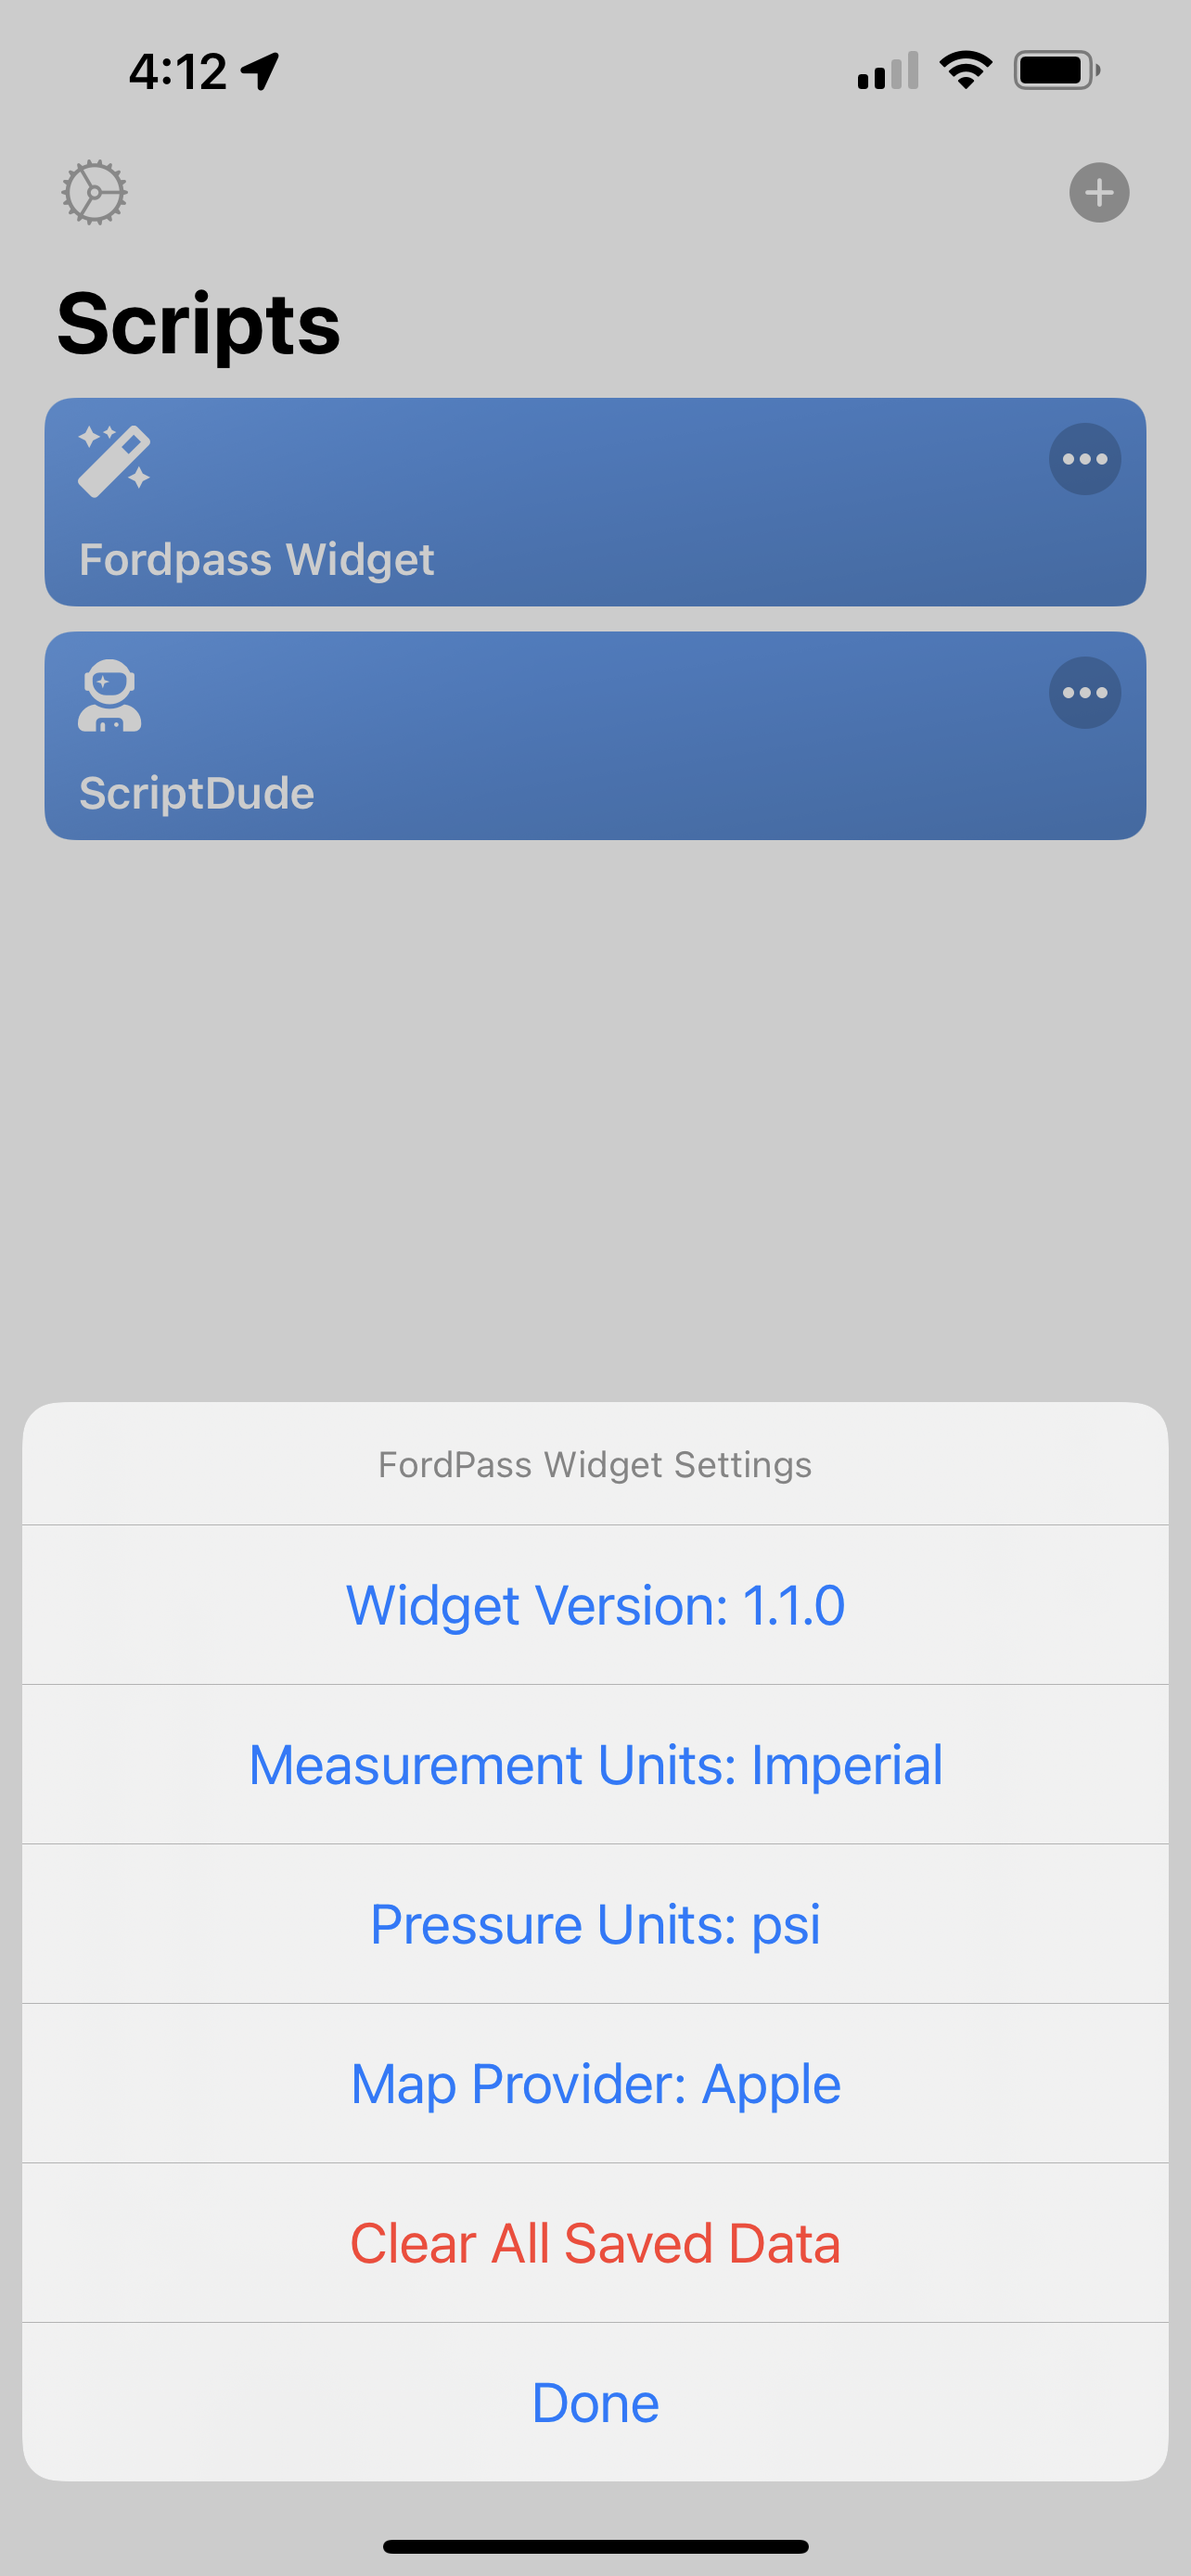 4:12
Scripts
Fordpass Widget
ScriptDude
FordPass Widget Settings
Widget Version: 1.1.0
Measurement Units: Imperial
Pressure Units: psi
Map Provider: Apple
Clear All Saved Data
Done